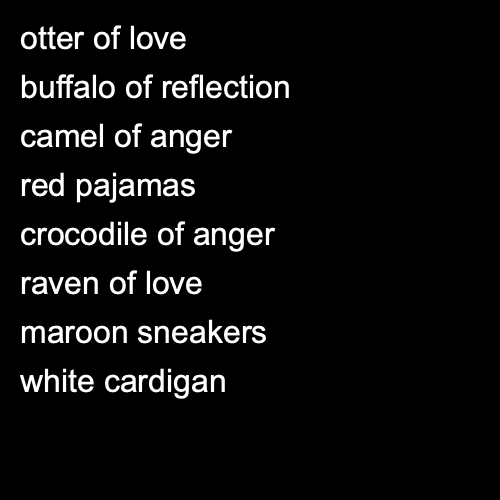 otter of love
buffalo of reflection
camel of anger
red pajamas
crocodile of anger
raven of love
maroon sneakers
white cardigan